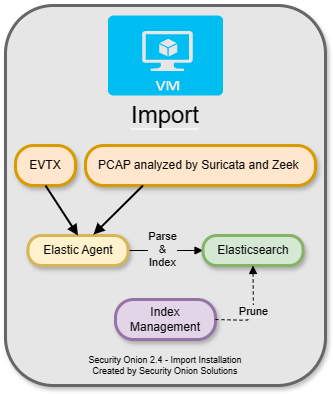 VM
Import
EVTX
PCAP analyzed by Suricata and Zeek
Elastic Agent
Parse
&
Index
Elasticsearch
Index
Management
Prune
Security Onion 2.4 - Import Installation
Created by Security Onion Solutions